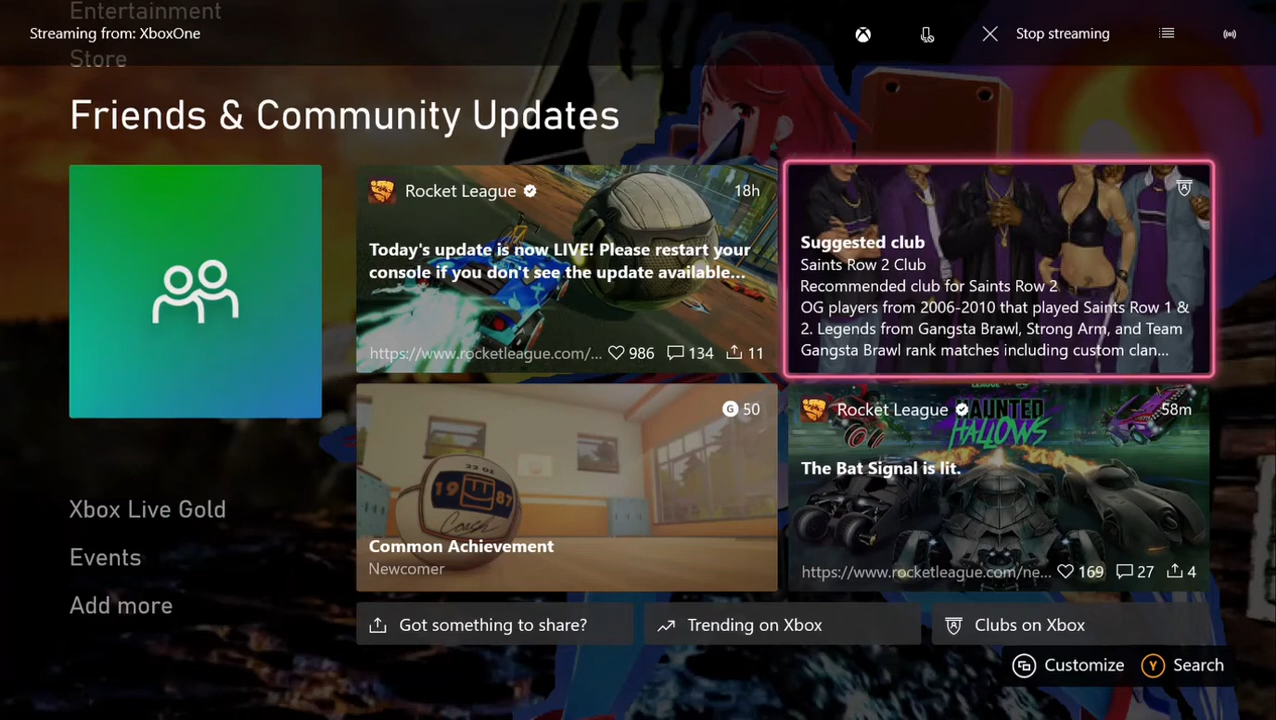 Entertainment
Streaming from: XboxOne
Stop streaming
Store
Friends & Community Updates
Rocket League
18h
Today's update is now LIVE! Please restart your
console if you don't see the update available...
https://www.rocketleague.com/...
986
134
11
Suggested club
Saints Row 2 Club
Recommended club for Saints Row 2
OG players from 2006-2010 that played Saints Row 1 &
2. Legends from Gangsta Brawl, Strong Arm, and Team
Gangsta Brawl rank matches including custom clan...
G 50
22 OZ
19 87
Coach
Common Achievement
Newcomer
Rocket League
58m
LEAGUE
HAUNTED
HALLOWS
The Bat Signal is lit.
https://www.rocketleague.com/ne...
169
27
4
Xbox Live Gold
Events
Add more
Got something to share?
Trending on Xbox
Clubs on Xbox
Customize
Y Search